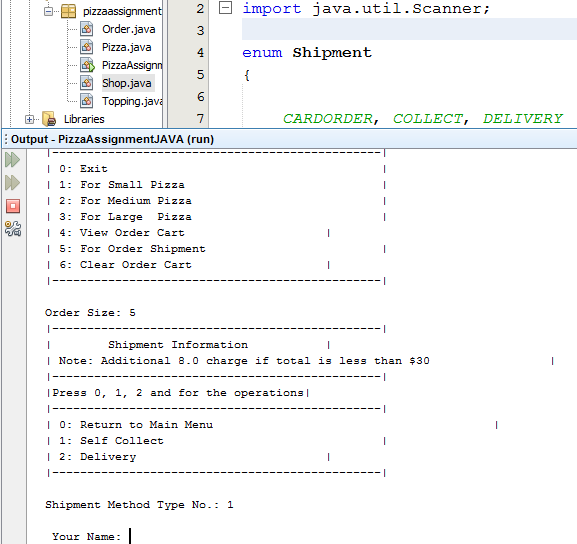 pizzaassignment
Order.java
Pizza.java
PizzaAssignn
Shop.java
Topping.java
Libraries
2 import java.util.Scanner;
3
4 enum Shipment
5 {
6
7 CARDORDER, COLLECT, DELIVERY
Output - PizzaAssignmentJAVA (run)
|-----------------------------------------------|
| 0: Exit |
| 1: For Small Pizza |
| 2: For Medium Pizza |
| 3: For Large  Pizza |
| 4: View Order Cart |
| 5: For Order Shipment |
| 6: Clear Order Cart |
|-----------------------------------------------|
Order Size: 5
|-----------------------------------------------|
| Shipment Information |
| Note: Additional 8.0 charge if total is less than $30 |
|-----------------------------------------------|
|Press 0, 1, 2 and for the operations|
|-----------------------------------------------|
| 0: Return to Main Menu |
| 1: Self Collect |
| 2: Delivery |
|-----------------------------------------------|
Shipment Method Type No.: 1
Your Name: